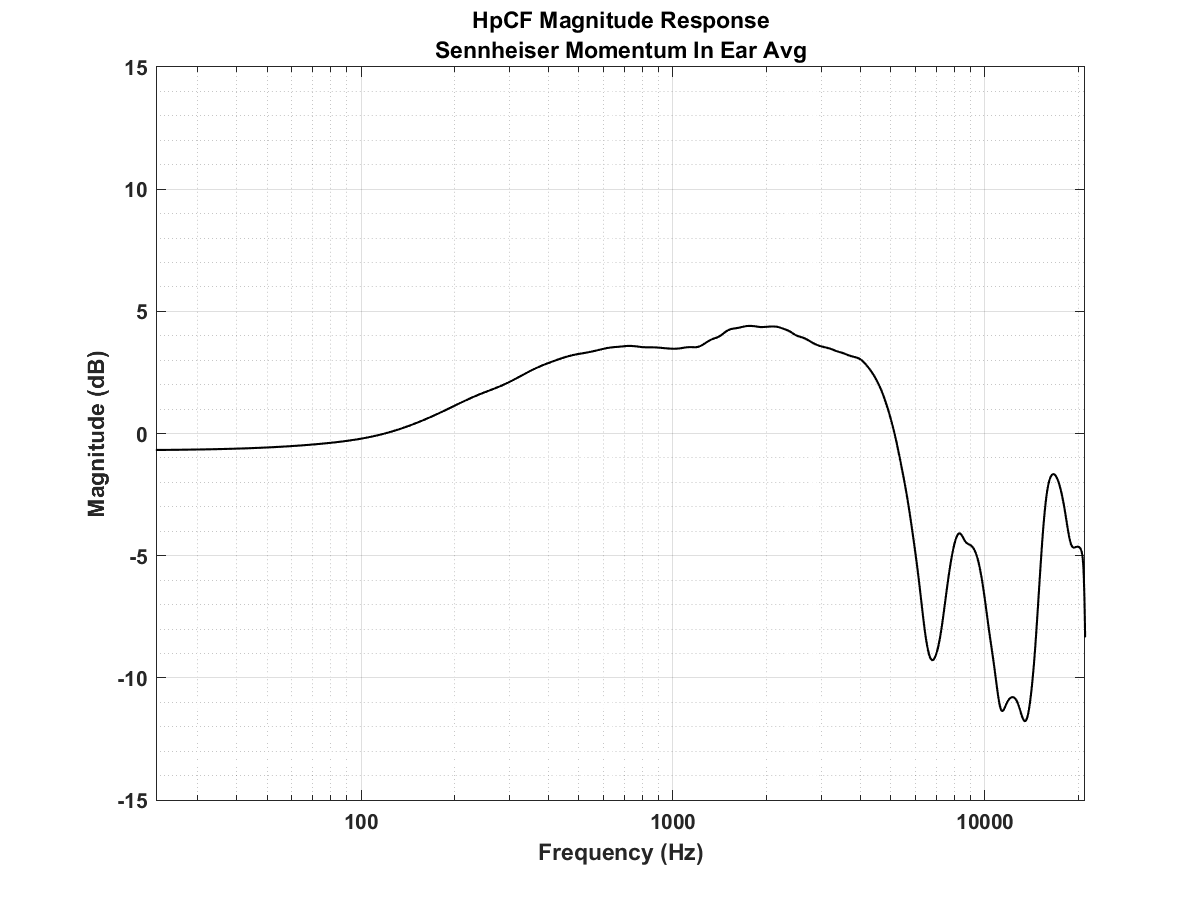 HpCF Magnitude Response
Sennheiser Momentum In Ear Avg
15
10
5
0
-5
-10
-15
Magnitude (dB)
100
1000
10000
Frequency (Hz)